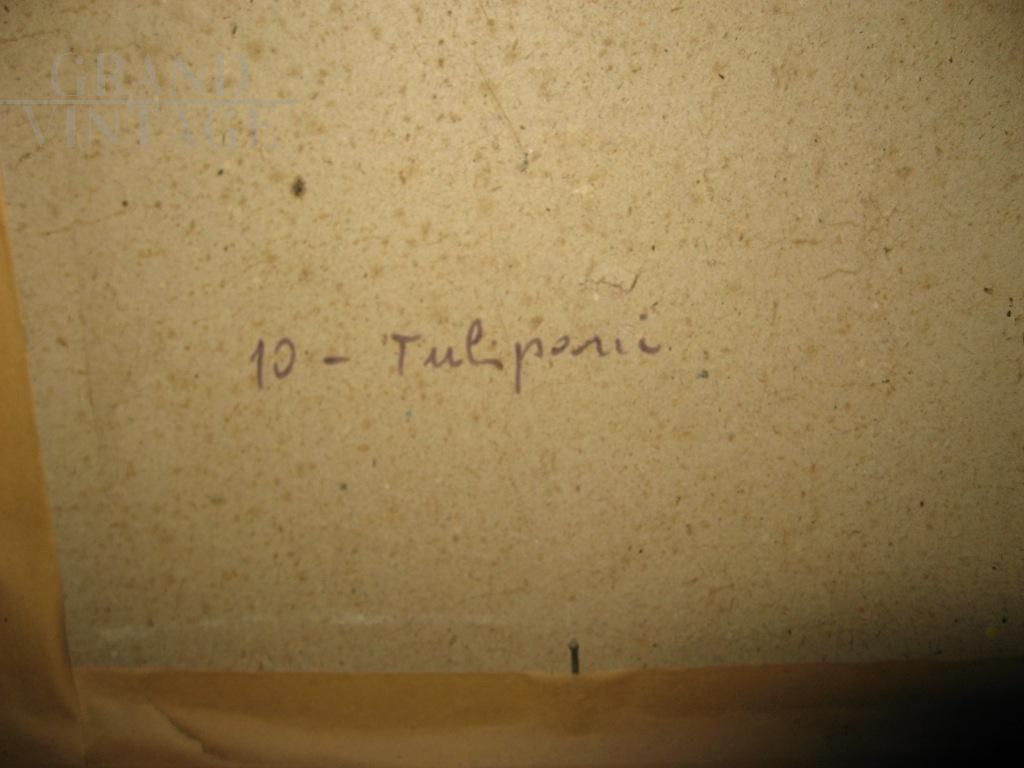 GRAND
VINTAGE
10 - Tulipani